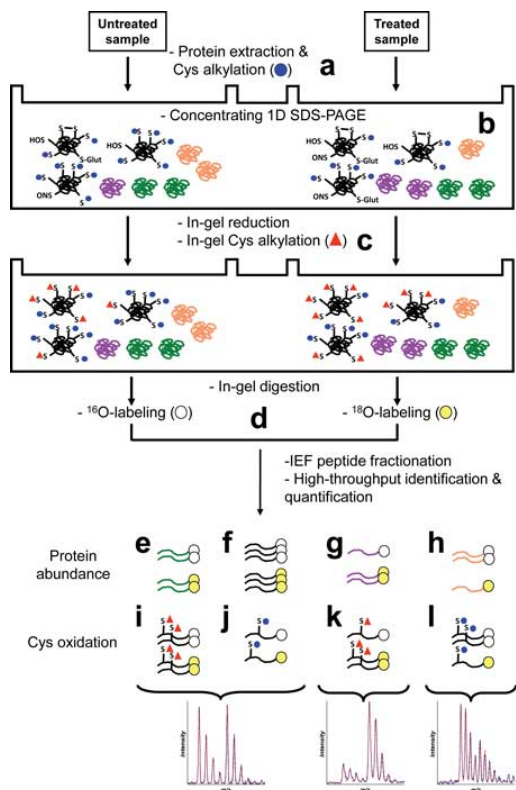 Untreated
sample
Treated
sample
- Protein extraction &
Cys alkylation ( ) a
- Concentrating 1D SDS-PAGE
b
S S
HOS
S
S
S-Glut
S
S S S
HOS
S
S
S S
S
ONS
S
S S
HOS
S
S
S
S S S
HOS
S
S
S S
S
S-Glut
ONS
S
- In-gel reduction
- In-gel Cys alkylation ( ) c
- In-gel digestion
- ¹⁶O-labeling ( )
d
- ¹⁸O-labeling ( )
-IEF peptide fractionation
- High-throughput identification &
quantification
Protein
abundance
e f g h
Cys oxidation
i j k l
Intensity
Intensity
Intensity